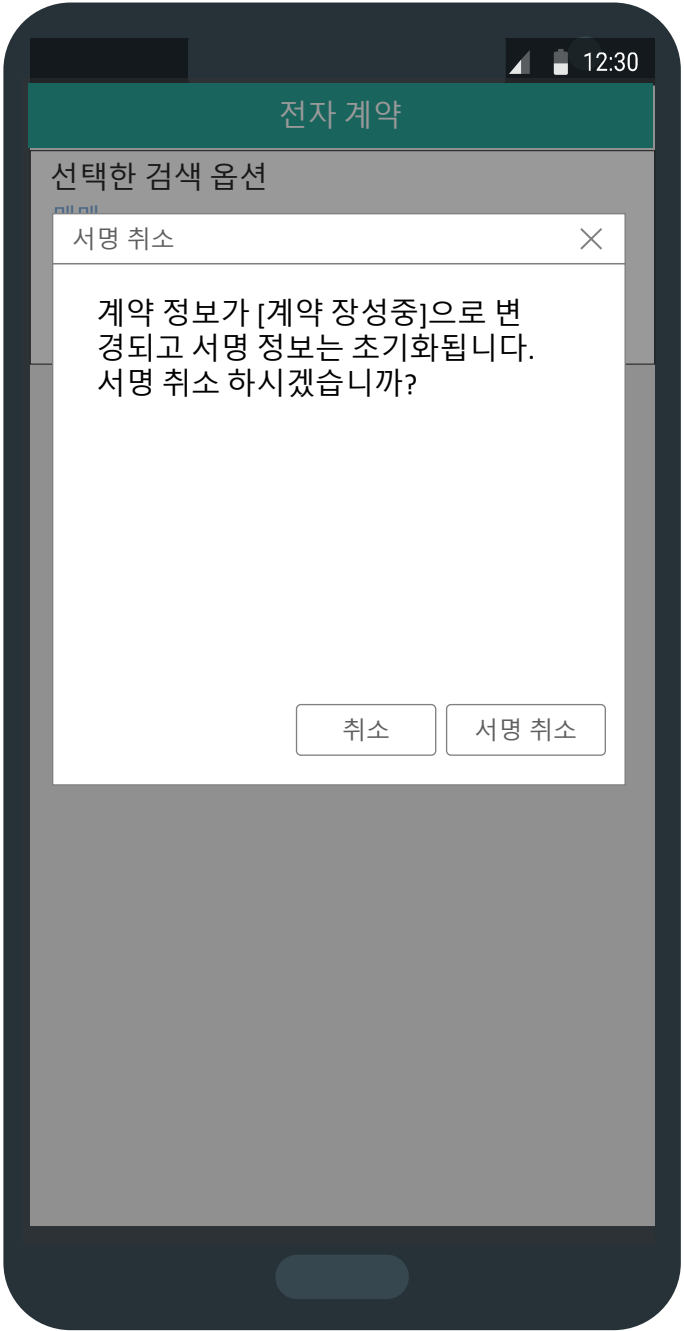 12:30
전자 계약
선택한 검색 옵션
서명 취소
계약 정보가 [계약 장성중]으로 변
경되고 서명 정보는 초기화됩니다.
서명 취소 하시겠습니까?
취소
서명 취소